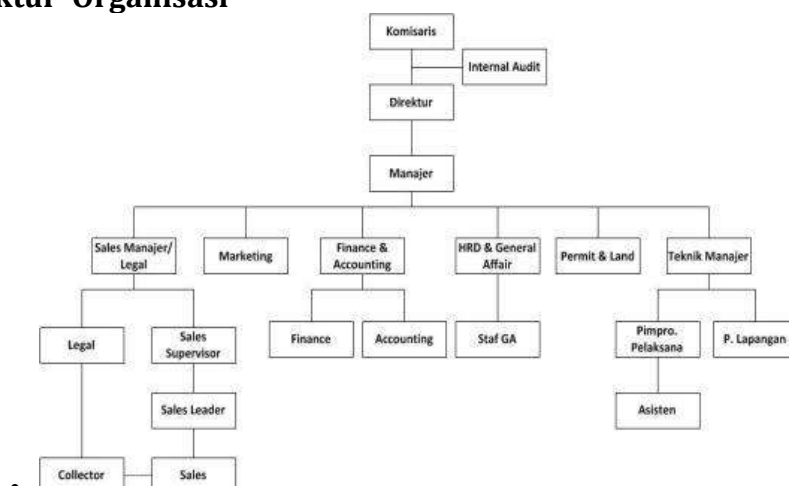 Organisasi
Komisaris
Internal Audit
Direktur
Manajer
Sales Manajer/
Legal
Marketing
Finance &
Accounting
HRD & General
Affair
Permit & Land
Teknik Manajer
Legal
Sales
Supervisor
Finance
Accounting
Staf GA
Pimpro.
Pelaksana
P. Lapangan
Sales Leader
Asisten
Collector
Sales